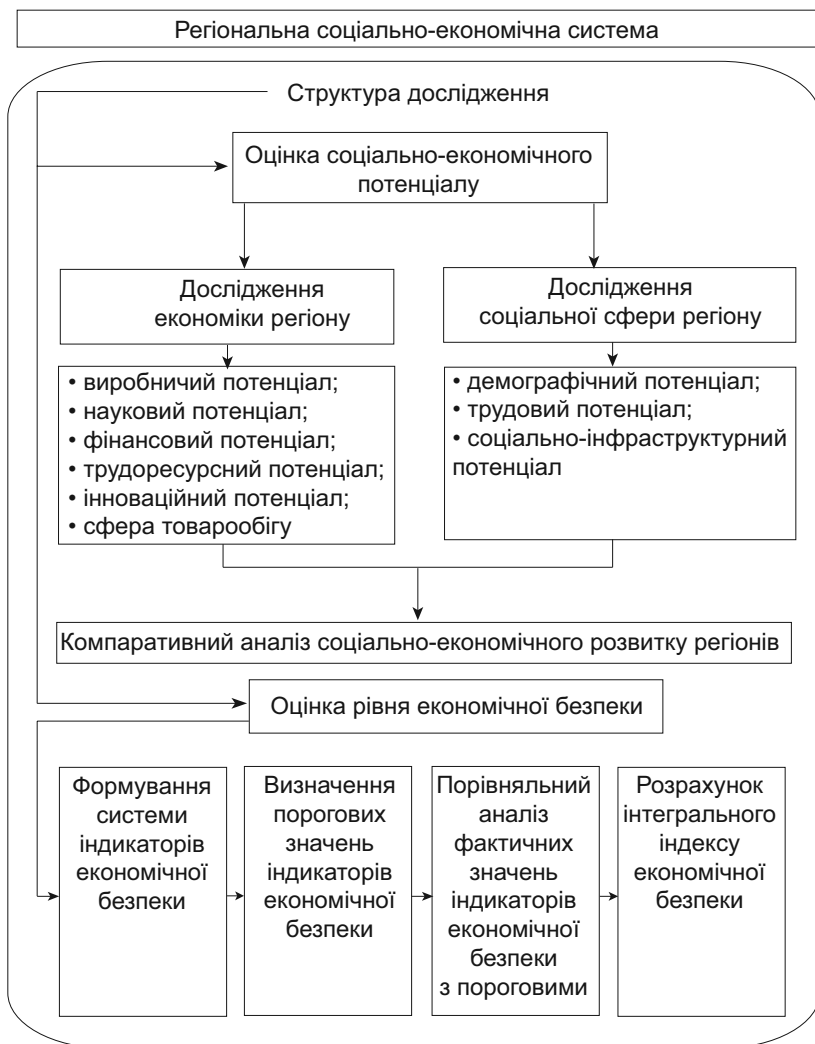 Регіональна соціально-економічна система
Структура дослідження
Оцінка соціально-економічного
потенціалу
Дослідження
економіки регіону
Дослідження
соціальної сфери регіону
• виробничий потенціал;
• науковий потенціал;
• фінансовий потенціал;
• трудоресурсний потенціал;
• інноваційний потенціал;
• сфера товарообігу
• демографічний потенціал;
• трудовий потенціал;
• соціально-інфраструктурний
потенціал
Компаративний аналіз соціально-економічного розвитку регіонів
Оцінка рівня економічної безпеки
Формування
системи
індикаторів
економічної
безпеки
Визначення
порогових
значень
індикаторів
економічної
безпеки
Порівняльний
аналіз
фактичних
значень
індикаторів
економічної
безпеки
з пороговими
Розрахунок
інтегрального
індексу
економічної
безпеки